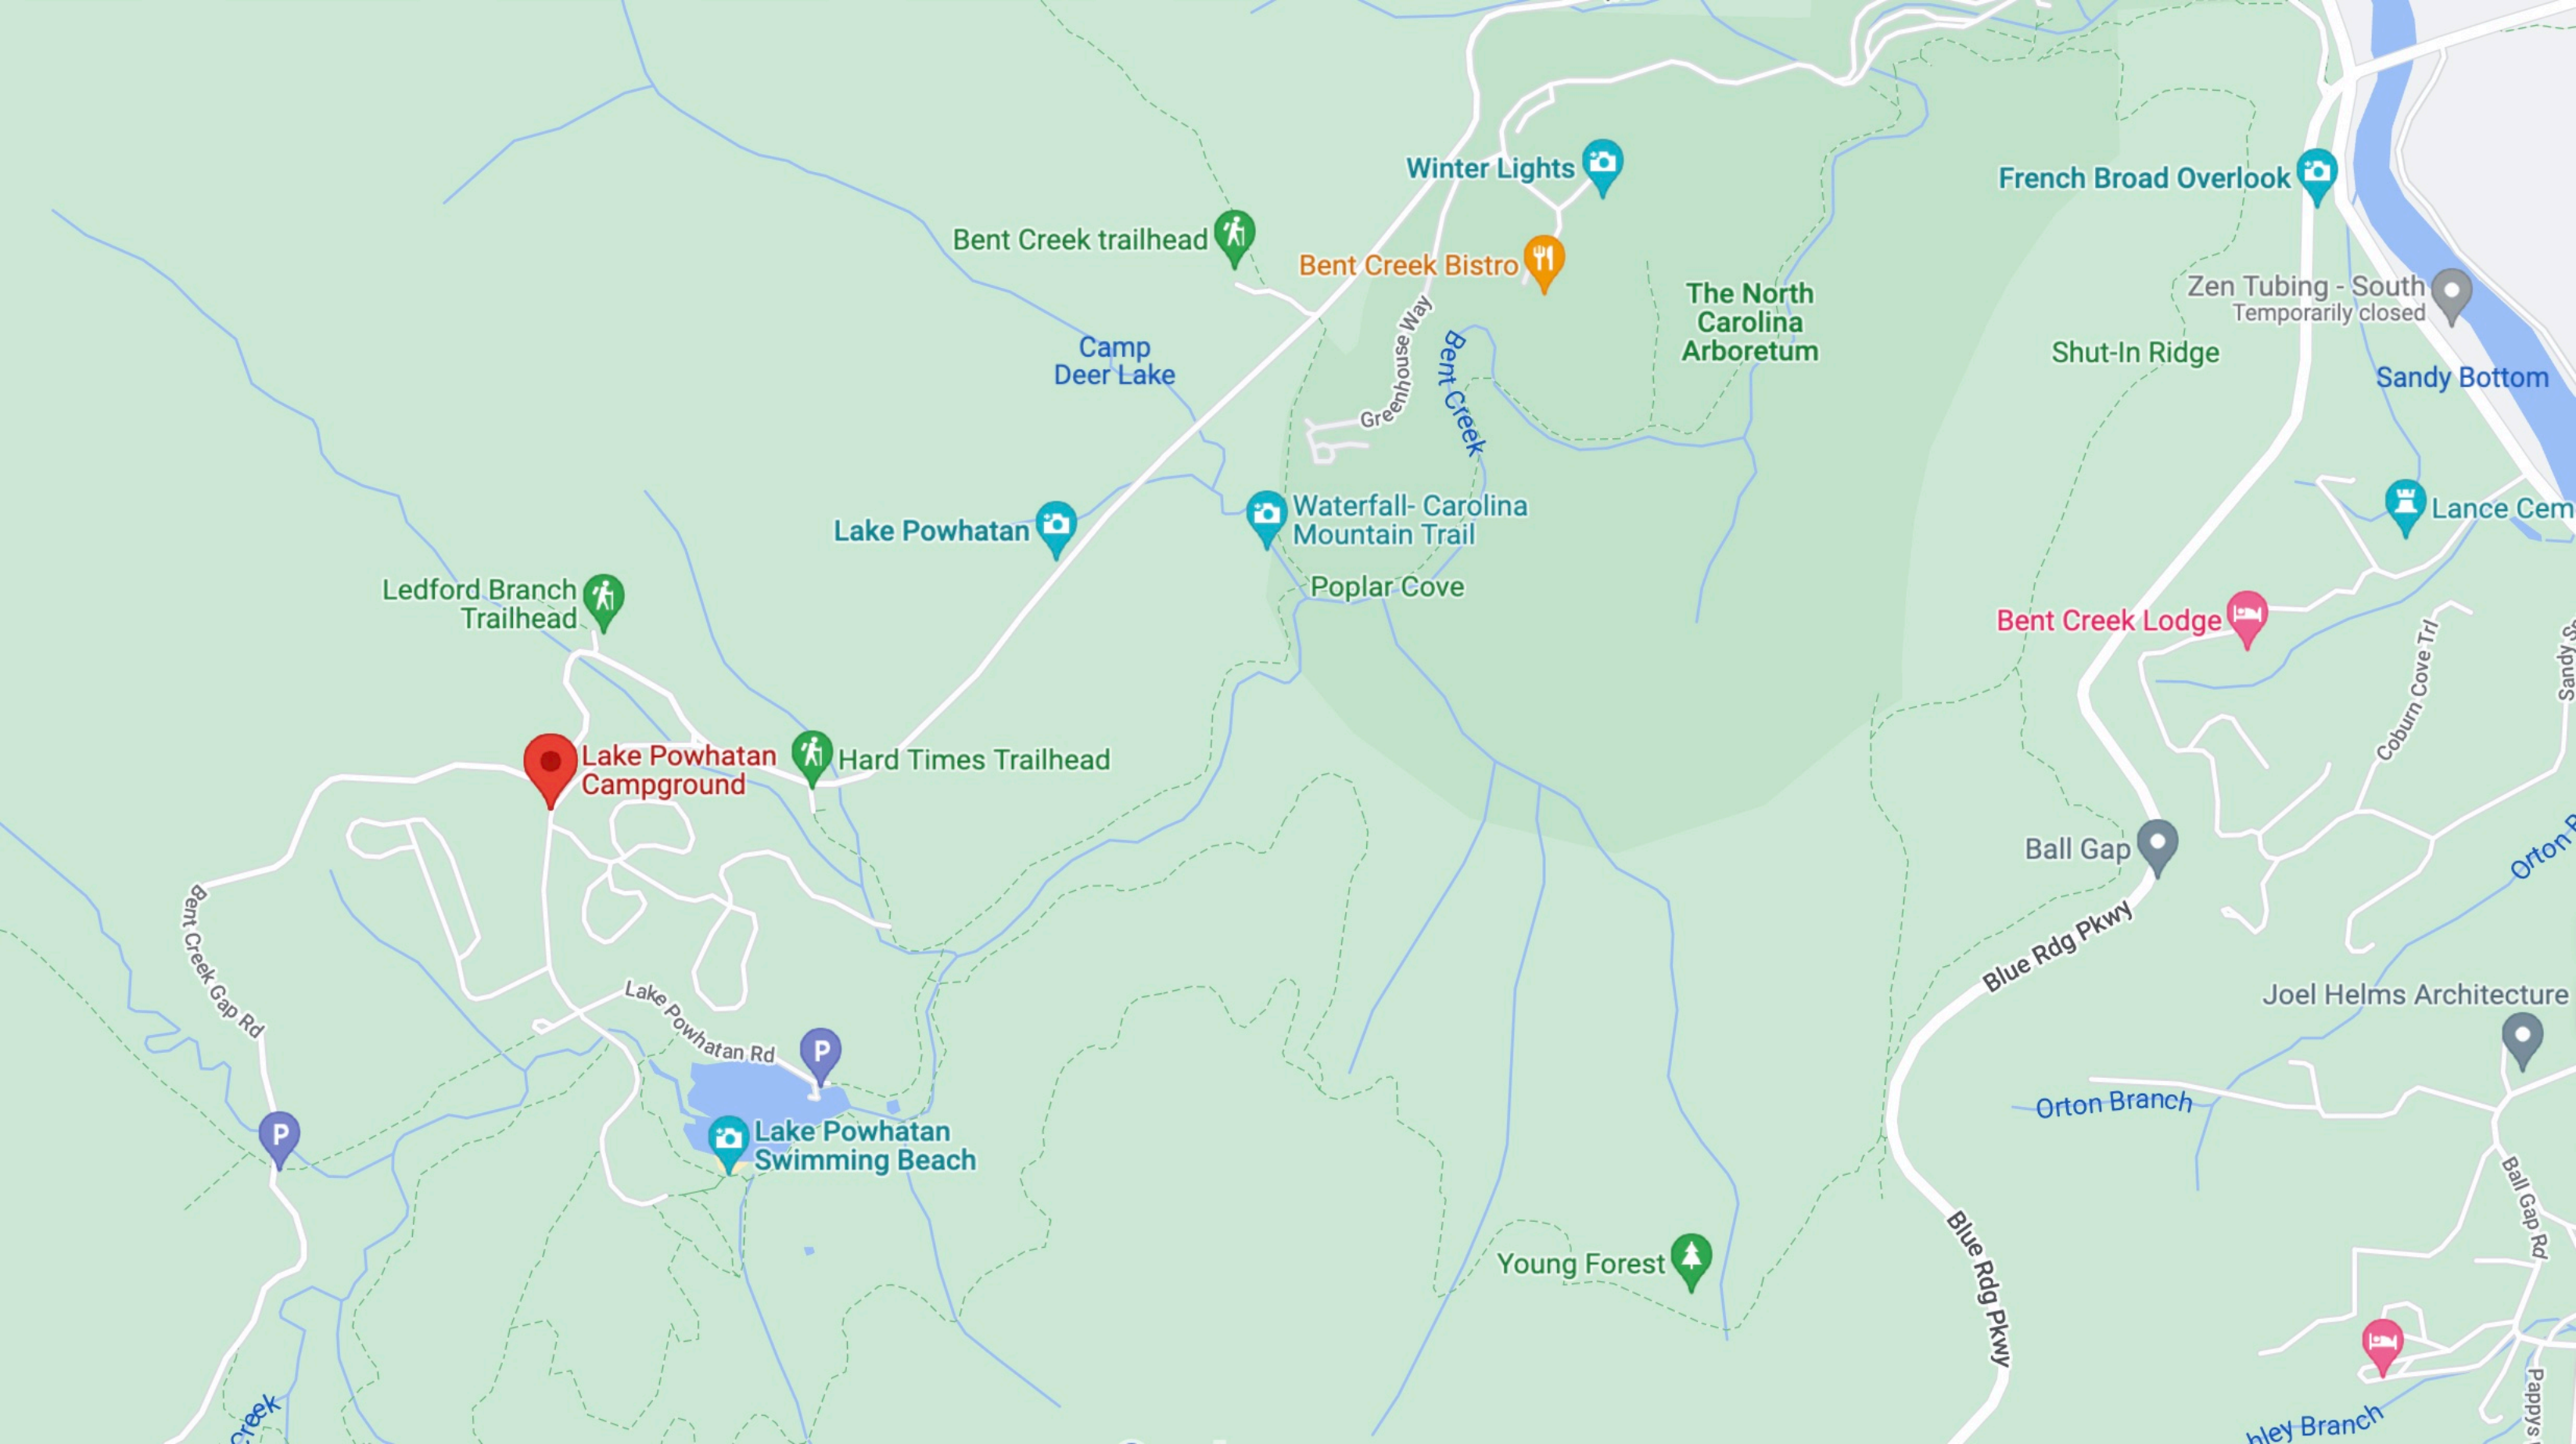 Winter Lights
French Broad Overlook
Bent Creek trailhead
Bent Creek Bistro
The North
Carolina
Arboretum
Zen Tubing - South
Temporarily closed
Greenhouse Way
Bent Creek
Shut-In Ridge
Camp
Deer Lake
Sandy Bottom
Lake Powhatan
Waterfall- Carolina
Mountain Trail
Lance Cem
Poplar Cove
Ledford Branch
Trailhead
Bent Creek Lodge
Coburn Cove Trl
Sandy
Lake Powhatan
Campground
Hard Times Trailhead
Ball Gap
Orton
Bent Creek Gap Rd
Blue Rdg Pkwy
Lake Powhatan Rd
P
Joel Helms Architecture
Orton Branch
P
Lake Powhatan
Swimming Beach
Ball Gap Rd
Young Forest
Blue Rdg Pkwy
Creek
hley Branch
Pappys